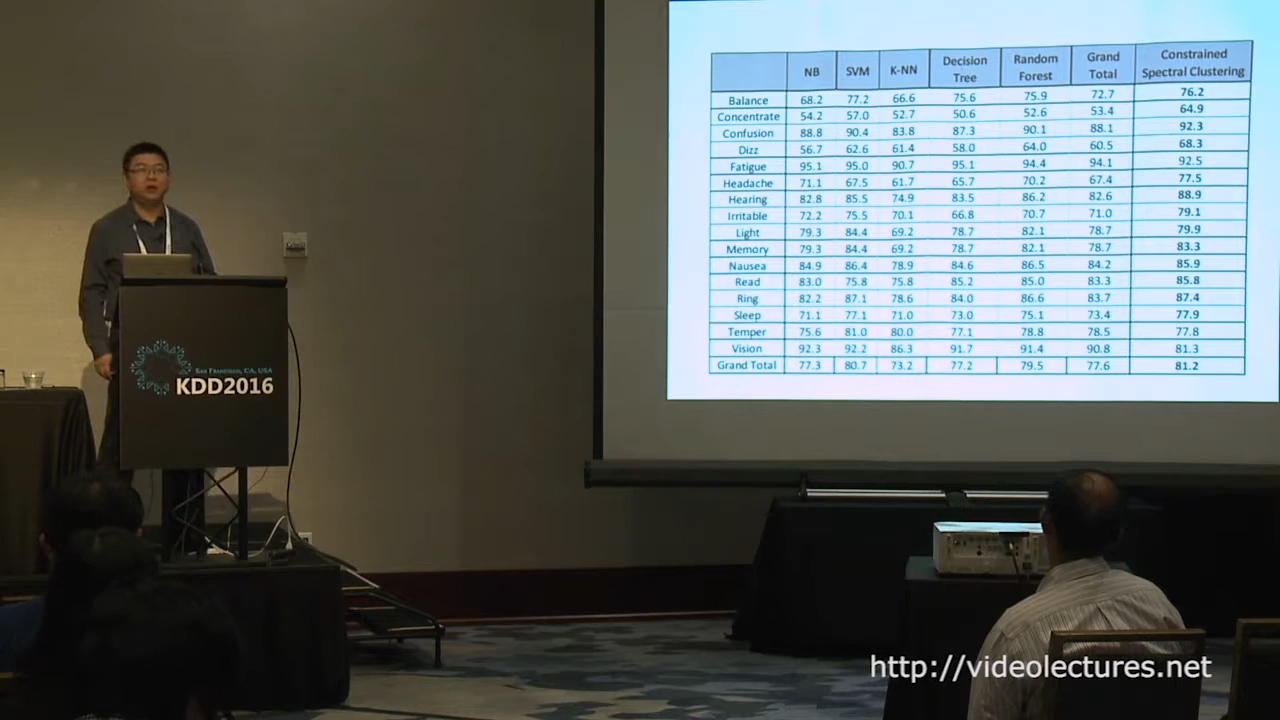 NB SVM K-NN Decision Tree Random Forest Grand Total Constrained Spectral Clustering
Balance 68.2 77.2 66.6 75.6 75.9 72.7 76.2
Concentrate 54.2 57.0 52.7 50.6 52.6 53.4 64.9
Confusion 88.8 90.4 83.8 87.3 90.1 88.1 92.3
Dizz 56.7 62.6 61.4 58.0 64.0 60.5 68.3
Fatigue 95.1 95.0 90.7 95.1 94.4 94.1 92.5
Headache 71.1 67.5 61.7 65.7 70.2 67.4 77.5
Hearing 82.8 85.5 74.9 83.5 86.2 82.6 88.9
Irritable 72.2 75.5 70.1 66.8 70.7 71.0 79.1
Light 79.3 84.4 69.2 78.7 82.1 78.7 79.9
Memory 79.3 84.4 69.2 78.7 82.1 78.7 83.3
Nausea 84.9 86.4 78.9 84.6 86.5 84.2 85.9
Read 83.0 75.8 75.8 85.2 85.0 83.3 85.8
Ring 82.2 87.1 78.6 84.0 86.6 83.7 87.4
Sleep 71.1 77.1 71.0 73.0 75.1 73.4 77.9
Temper 75.6 81.0 80.0 77.1 78.8 78.5 77.8
Vision 92.3 92.2 86.3 91.7 91.4 90.8 81.3
Grand Total 77.3 80.7 73.2 77.2 79.5 77.6 81.2
SAN FRANCISCO, CA, USA
KDD2016
http://videolectures.net